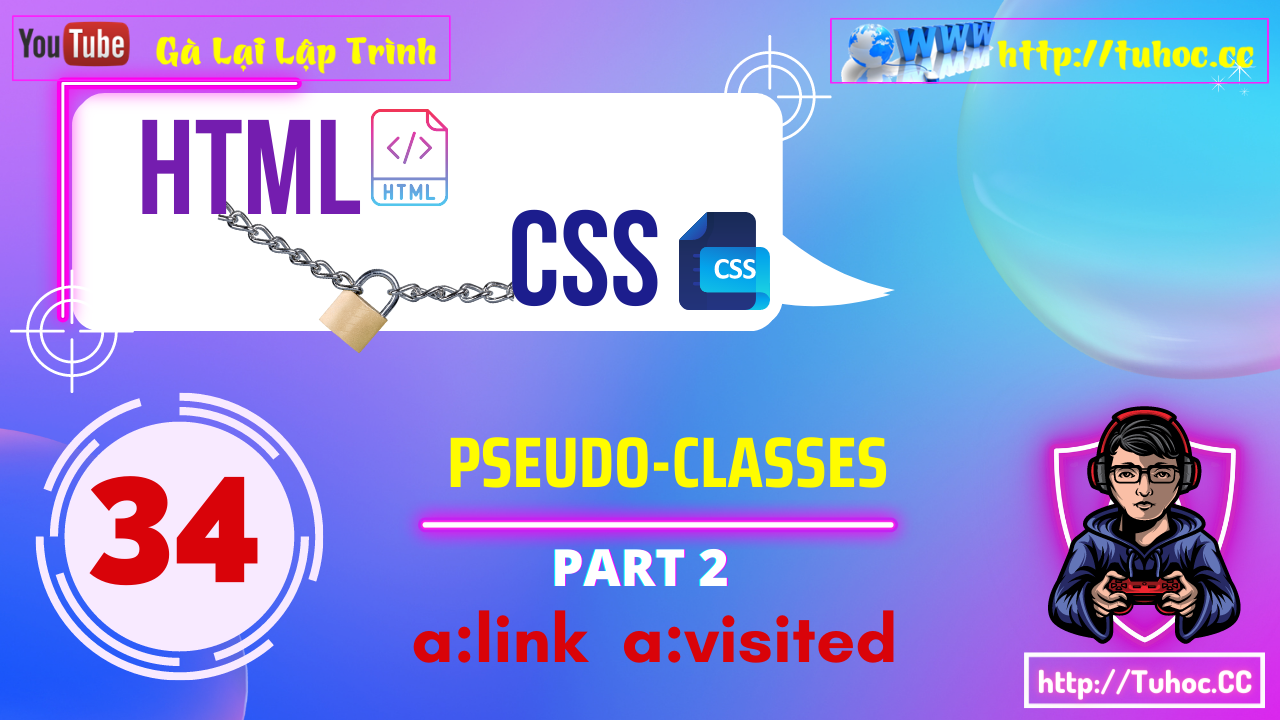 YouTube Gà Lại Lập Trình
WWW http://tuhoc.cc
HTML
HTML
CSS
CSS
34
PSEUDO-CLASSES
PART 2
a:link a:visited
http://Tuhoc.CC